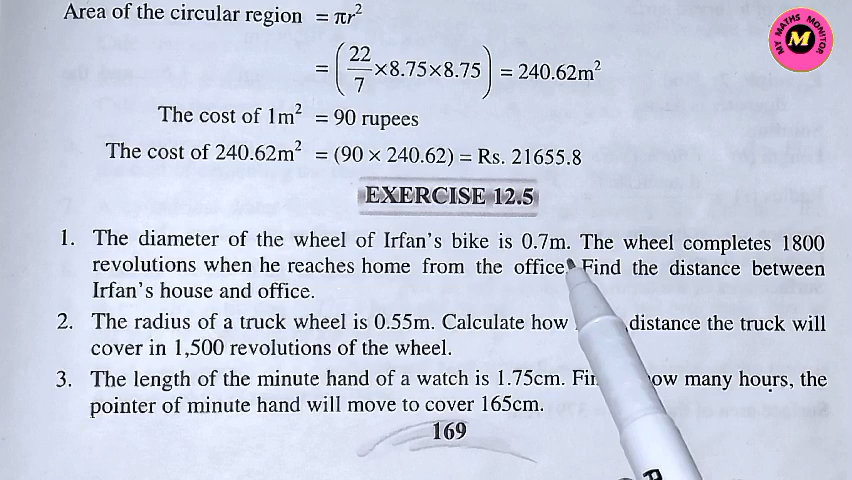 Area of the circular region = πr²
= (22/7 ×8.75×8.75) = 240.62m²
The cost of 1m² = 90 rupees
The cost of 240.62m² = (90 × 240.62) = Rs. 21655.8
EXERCISE 12.5
1. The diameter of the wheel of Irfan's bike is 0.7m. The wheel completes 1800
revolutions when he reaches home from the office. Find the distance between
Irfan's house and office.
2. The radius of a truck wheel is 0.55m. Calculate how distance the truck will
cover in 1,500 revolutions of the wheel.
3. The length of the minute hand of a watch is 1.75cm. many hours, the
pointer of minute hand will move to cover 165cm.
169
MY MATHS MONITOR
M